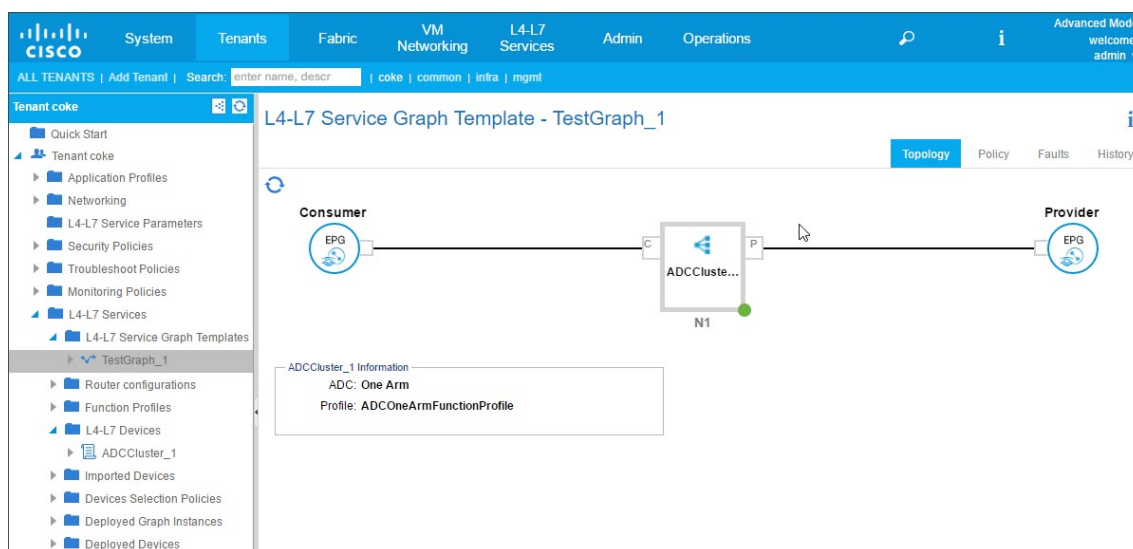 CISCO
System
Tenants
Fabric
VM
Networking
L4-L7
Services
Admin
Operations
i
Advanced Mode
welcome
admin
ALL TENANTS | Add Tenant | Search: enter name, descr | coke | common | infra | mgmt
Tenant coke
Quick Start
Tenant coke
Application Profiles
Networking
L4-L7 Service Parameters
Security Policies
Troubleshoot Policies
Monitoring Policies
L4-L7 Services
L4-L7 Service Graph Templates
TestGraph_1
Router configurations
Function Profiles
L4-L7 Devices
ADCCluster_1
Imported Devices
Devices Selection Policies
Deployed Graph Instances
Deployed Devices
L4-L7 Service Graph Template - TestGraph_1
i
Topology
Policy
Faults
History
Consumer
EPG
C
P
ADCCluste...
N1
Provider
EPG
ADCCluster_1 Information
ADC: One Arm
Profile: ADCOneArmFunctionProfile